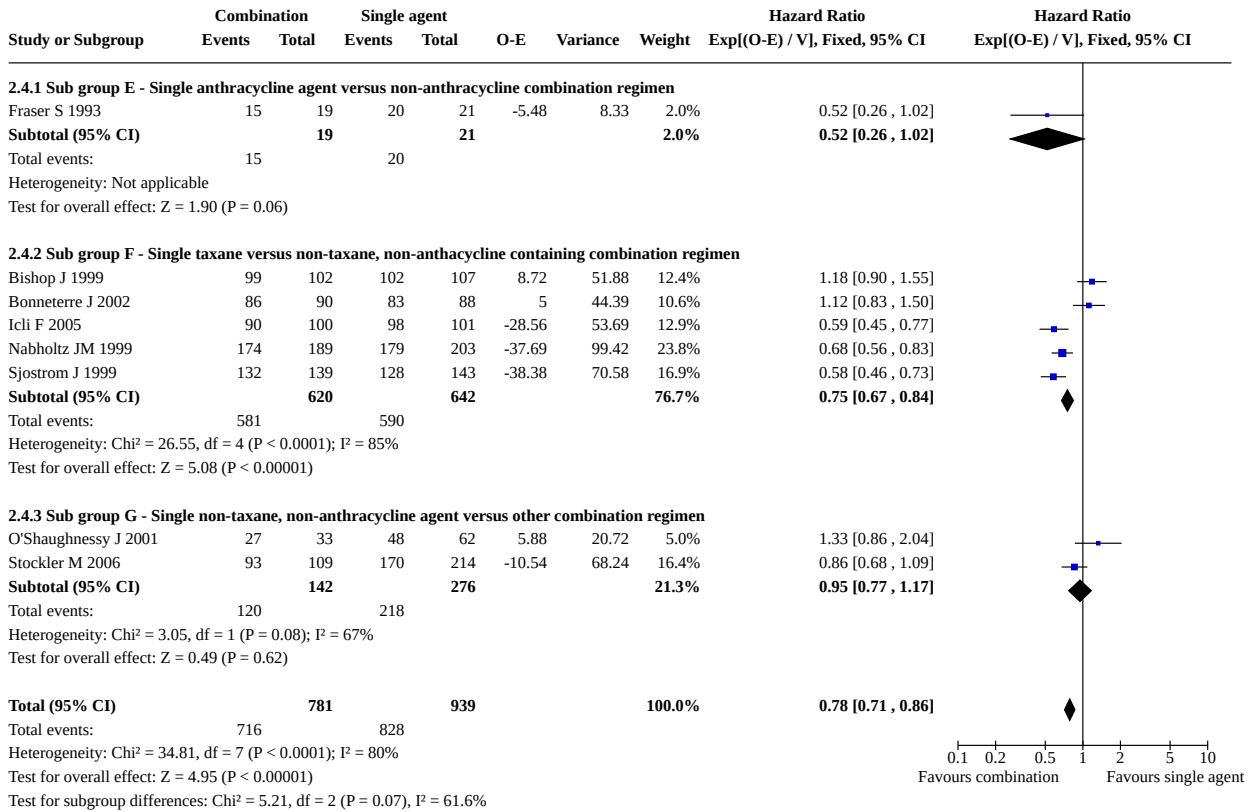 Combination Single agent Hazard Ratio Hazard Ratio
Study or Subgroup Events Total Events Total O-E Variance Weight Exp[(O-E) / V], Fixed, 95% CI Exp[(O-E) / V], Fixed, 95% CI
2.4.1 Sub group E - Single anthracycline agent versus non-anthracycline combination regimen
Fraser S 1993 15 19 20 21 -5.48 8.33 2.0% 0.52 [0.26 , 1.02]
Subtotal (95% CI) 19 21 2.0% 0.52 [0.26 , 1.02]
Total events: 15 20
Heterogeneity: Not applicable
Test for overall effect: Z = 1.90 (P = 0.06)
2.4.2 Sub group F - Single taxane versus non-taxane, non-anthacycline containing combination regimen
Bishop J 1999 99 102 102 107 8.72 51.88 12.4% 1.18 [0.90 , 1.55]
Bonneterre J 2002 86 90 83 88 5 44.39 10.6% 1.12 [0.83 , 1.50]
Icli F 2005 90 100 98 101 -28.56 53.69 12.9% 0.59 [0.45 , 0.77]
Nabholtz JM 1999 174 189 179 203 -37.69 99.42 23.8% 0.68 [0.56 , 0.83]
Sjostrom J 1999 132 139 128 143 -38.38 70.58 16.9% 0.58 [0.46 , 0.73]
Subtotal (95% CI) 620 642 76.7% 0.75 [0.67 , 0.84]
Total events: 581 590
Heterogeneity: Chi² = 26.55, df = 4 (P < 0.0001); I² = 85%
Test for overall effect: Z = 5.08 (P < 0.00001)
2.4.3 Sub group G - Single non-taxane, non-anthracycline agent versus other combination regimen
O'Shaughnessy J 2001 27 33 48 62 5.88 20.72 5.0% 1.33 [0.86 , 2.04]
Stockler M 2006 93 109 170 214 -10.54 68.24 16.4% 0.86 [0.68 , 1.09]
Subtotal (95% CI) 142 276 21.3% 0.95 [0.77 , 1.17]
Total events: 120 218
Heterogeneity: Chi² = 3.05, df = 1 (P = 0.08); I² = 67%
Test for overall effect: Z = 0.49 (P = 0.62)
Total (95% CI) 781 939 100.0% 0.78 [0.71 , 0.86]
Total events: 716 828
Heterogeneity: Chi² = 34.81, df = 7 (P < 0.0001); I² = 80%
0.1 0.2 0.5 1 2 5 10
Test for overall effect: Z = 4.95 (P < 0.00001)
Favours combination Favours single agent
Test for subgroup differences: Chi² = 5.21, df = 2 (P = 0.07), I² = 61.6%